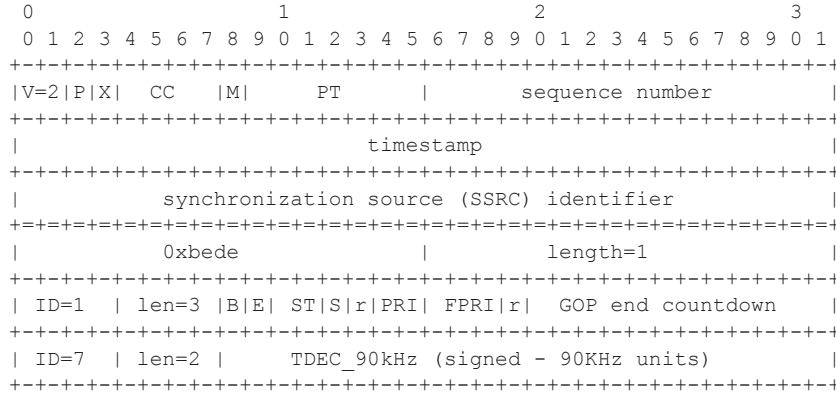 0                   1                   2                   3
 0 1 2 3 4 5 6 7 8 9 0 1 2 3 4 5 6 7 8 9 0 1 2 3 4 5 6 7 8 9 0 1
+-+-+-+-+-+-+-+-+-+-+-+-+-+-+-+-+-+-+-+-+-+-+-+-+-+-+-+-+-+-+-+-+
|V=2|P|X|  CC   |M|     PT      |       sequence number         |
+-+-+-+-+-+-+-+-+-+-+-+-+-+-+-+-+-+-+-+-+-+-+-+-+-+-+-+-+-+-+-+-+
|                           timestamp                           |
+-+-+-+-+-+-+-+-+-+-+-+-+-+-+-+-+-+-+-+-+-+-+-+-+-+-+-+-+-+-+-+-+
|           synchronization source (SSRC) identifier            |
+=+=+=+=+=+=+=+=+=+=+=+=+=+=+=+=+=+=+=+=+=+=+=+=+=+=+=+=+=+=+=+=+
|           0xbede              |         length=1              |
+-+-+-+-+-+-+-+-+-+-+-+-+-+-+-+-+-+-+-+-+-+-+-+-+-+-+-+-+-+-+-+-+
| ID=1  | len=3 |B|E| ST|S|r|PRI| FPRI|r|  GOP end countdown    |
+-+-+-+-+-+-+-+-+-+-+-+-+-+-+-+-+-+-+-+-+-+-+-+-+-+-+-+-+-+-+-+-+
| ID=7  | len=2 |     TDEC_90kHz (signed - 90KHz units)         |
+-+-+-+-+-+-+-+-+-+-+-+-+-+-+-+-+-+-+-+-+-+-+-+-+-+-+-+-+-+-+-+-+